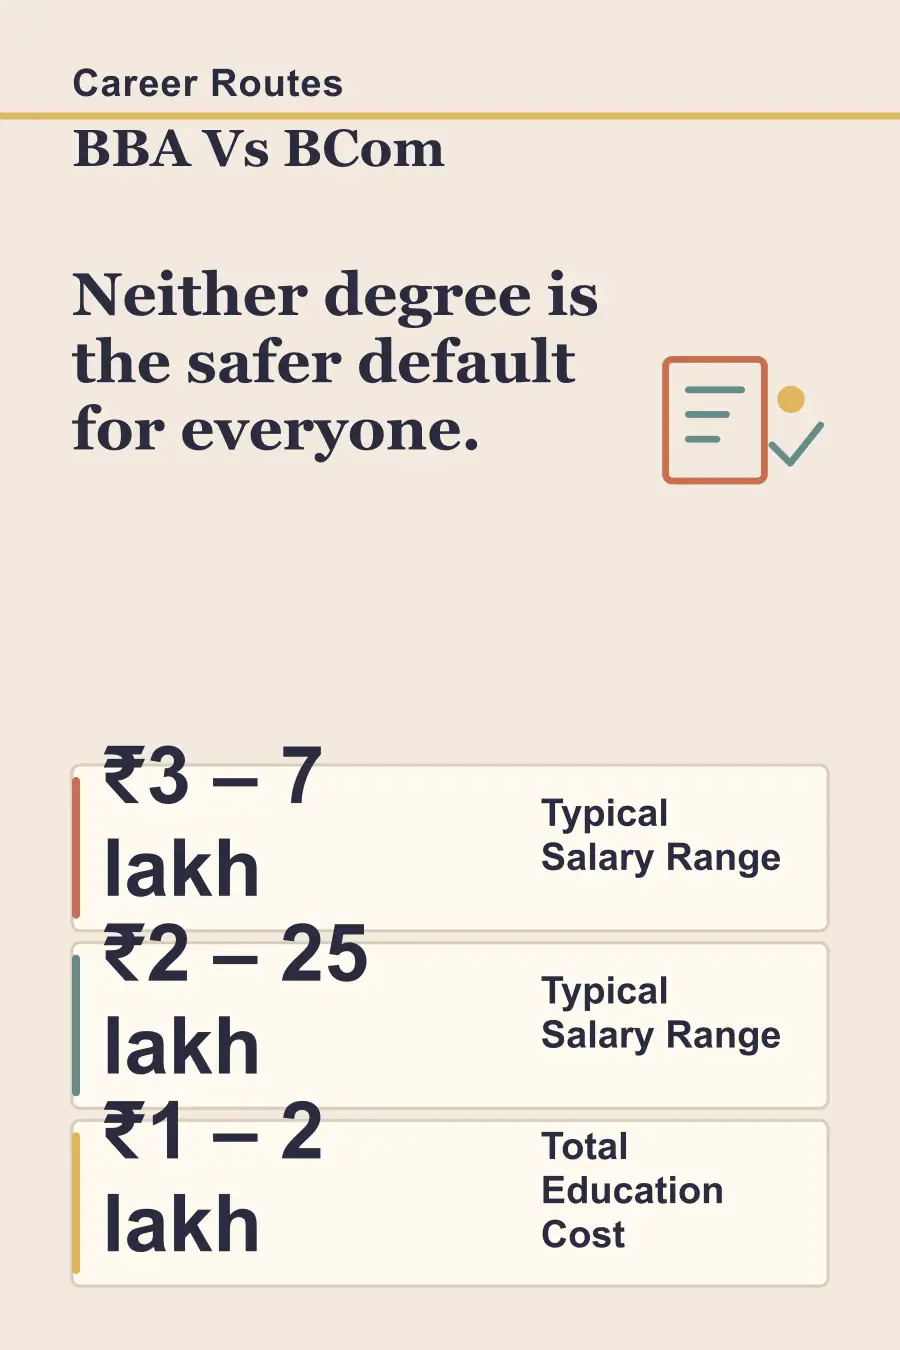 Career Routes
BBA Vs BCom
Neither degree is
the safer default
for everyone.
₹3 – 7
lakh
Typical
Salary Range
₹2 – 25
lakh
Typical
Salary Range
₹1 – 2
lakh
Total
Education
Cost